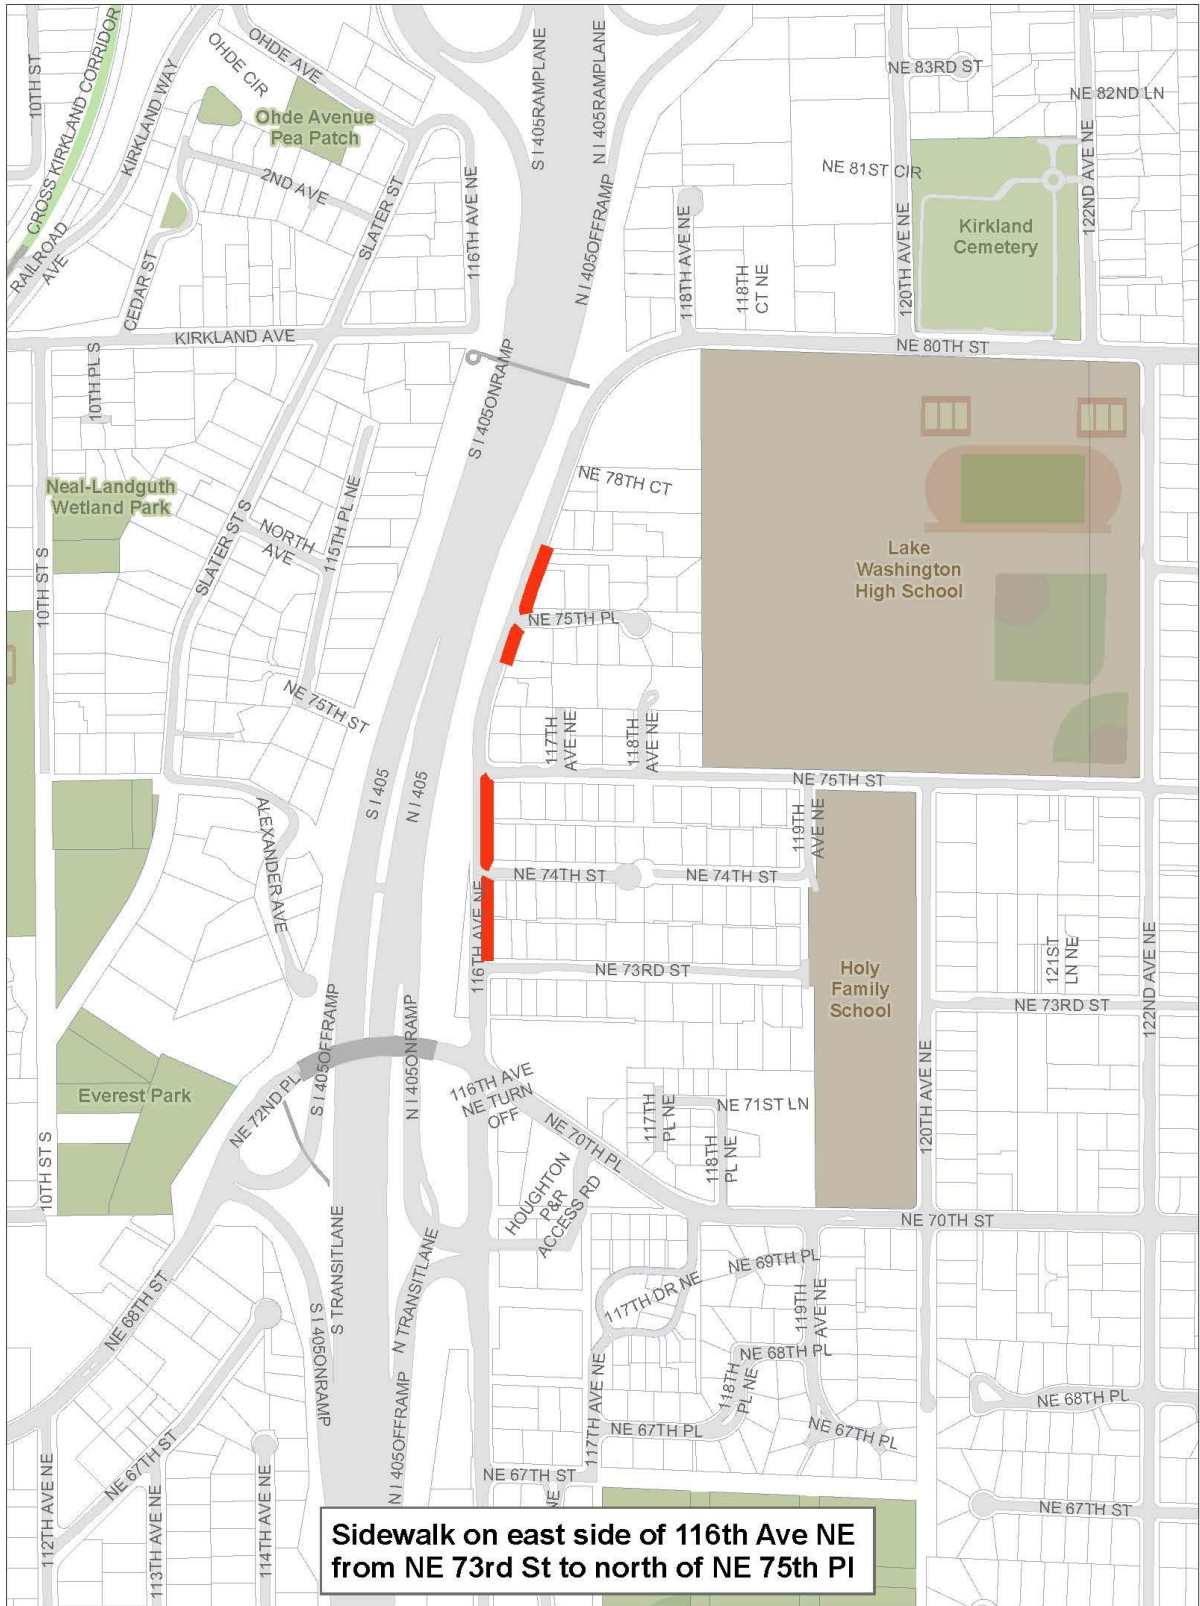 10TH ST
CROSS KIRKLAND CORRIDOR
KIRKLAND WAY
OHDE AVE
OHDE CIR
Ohde Avenue
Pea Patch
2ND AVE
SLATER ST
116TH AVE NE
S I 405RAMPLANE
N I 405RAMPLANE
N I 405OFFRAMP
NE 83RD ST
NE 82ND LN
NE 81ST CIR
122ND AVE NE
120TH AVE NE
Kirkland
Cemetery
118TH AVE NE
118TH
CT NE
RAILROAD
AVE
CEDAR ST
KIRKLAND AVE
NE 80TH ST
10TH PL S
S I 405ONRAMP
Neal-Landguth
Wetland Park
SLATER ST S
NORTH
AVE
115TH PL NE
NE 78TH CT
10TH ST S
Lake
Washington
High School
NE 75TH PL
NE 75TH ST
117TH
AVE NE
118TH
AVE NE
NE 75TH ST
S I 405
N I 405
ALEXANDER AVE
119TH
AVE NE
NE 74TH ST
NE 74TH ST
116TH AVE NE
NE 73RD ST
Holy
Family
School
121ST
LN NE
122ND AVE NE
NE 73RD ST
S I 405OFFRAMP
N I 405ONRAMP
Everest Park
NE 72ND PL
116TH AVE
NE TURN
OFF
NE 70TH PL
117TH
PL NE
NE 71ST LN
118TH
PL NE
120TH AVE NE
10TH ST S
HOUGHTON
P&R
ACCESS RD
NE 70TH ST
NE 68TH ST
S TRANSITLANE
N TRANSITLANE
S I 405ONRAMP
117TH DR NE
NE 69TH PL
119TH
AVE NE
NE 68TH PL
118TH
PL NE
117TH AVE NE
NE 67TH PL
NE 67TH PL
NE 68TH PL
N I 405OFFRAMP
NE 67TH ST
NE 67TH ST
NE
NE 67TH ST
112TH AVE NE
113TH AVE NE
114TH AVE NE
Sidewalk on east side of 116th Ave NE
from NE 73rd St to north of NE 75th Pl